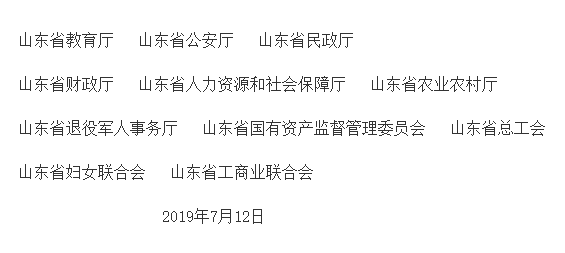 山东省教育厅 山东省公安厅 山东省民政厅
山东省财政厅 山东省人力资源和社会保障厅 山东省农业农村厅
山东省退役军人事务厅 山东省国有资产监督管理委员会 山东省总工会
山东省妇女联合会 山东省工商业联合会
2019年7月12日